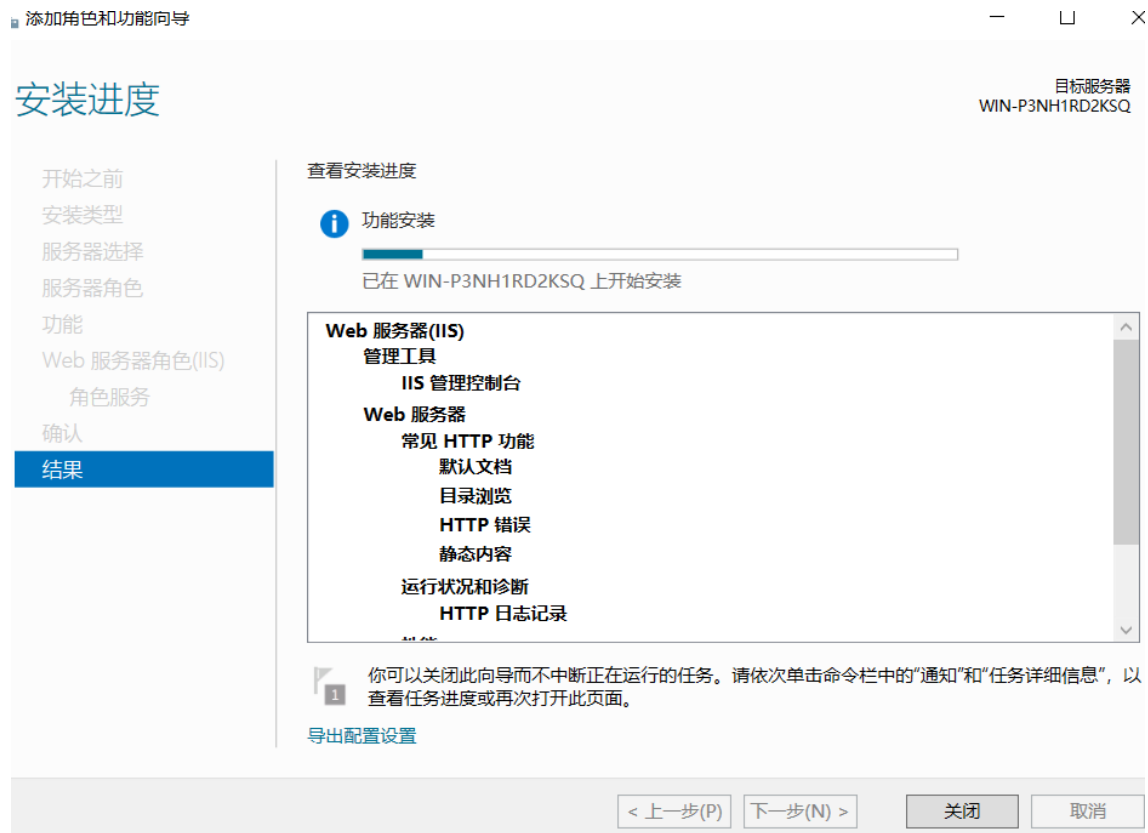 添加角色和功能向导
安装进度
目标服务器
WIN-P3NH1RD2KSQ
开始之前
安装类型
服务器选择
服务器角色
功能
Web 服务器角色(IIS)
角色服务
确认
结果
查看安装进度
功能安装
已在 WIN-P3NH1RD2KSQ 上开始安装
Web 服务器(IIS)
管理工具
IIS 管理控制台
Web 服务器
常见 HTTP 功能
默认文档
目录浏览
HTTP 错误
静态内容
运行状况和诊断
HTTP 日志记录
1
你可以关闭此向导而不中断正在运行的任务。请依次单击命令栏中的“通知”和“任务详细信息”，以
查看任务进度或再次打开此页面。
导出配置设置
< 上一步(P) 下一步(N) > 关闭 取消